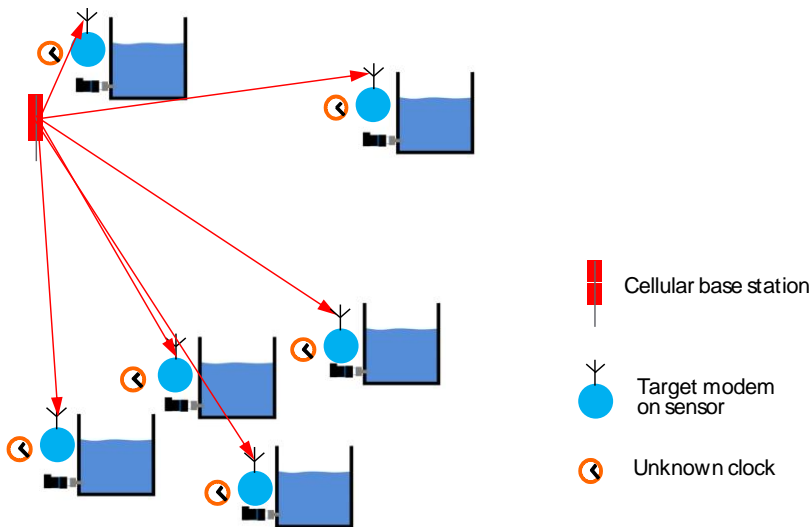 Cellular base station
Target modem
on sensor
Unknown clock